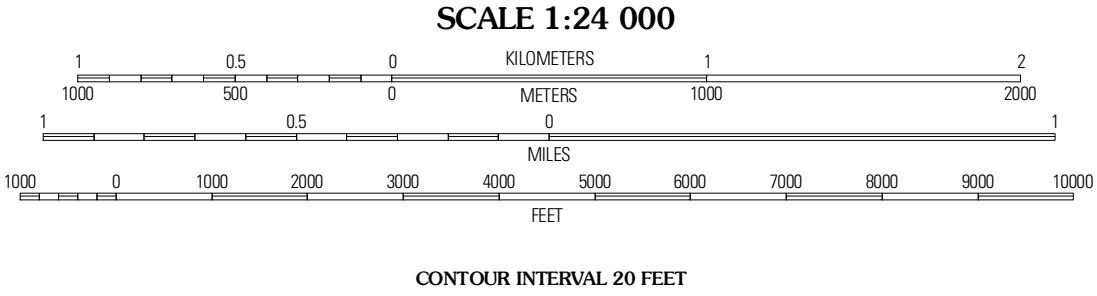 SCALE 1:24 000
1 0.5 0 KILOMETERS 1 2
1000 500 0 METERS 1000 2000
1 0.5 0 1
MILES
1000 0 1000 2000 3000 4000 5000 6000 7000 8000 9000 10000
FEET
CONTOUR INTERVAL 20 FEET